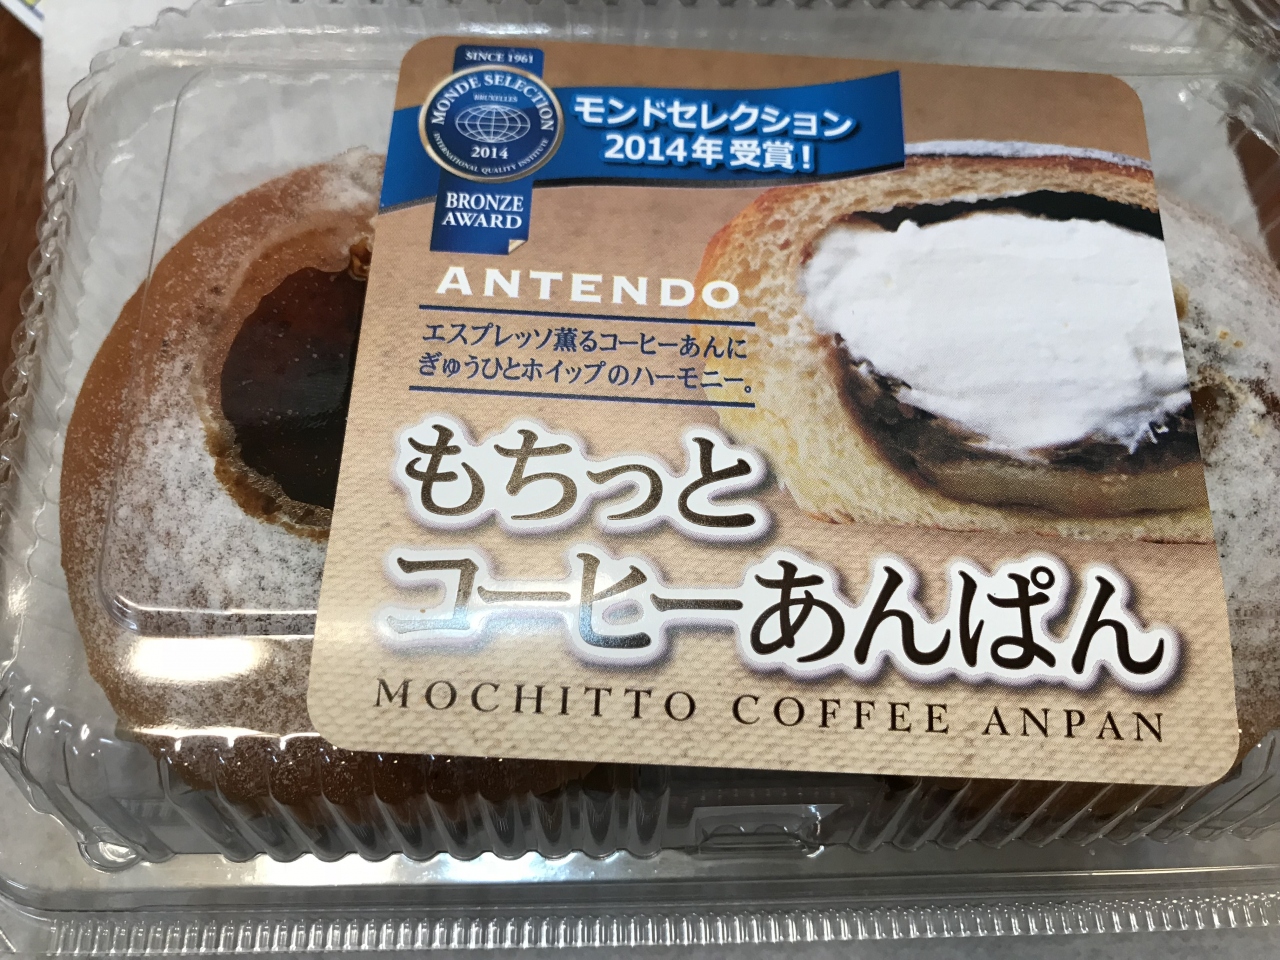 SINCE 1961
MONDE SELECTION
BRUXELLES
2014
INTERNATIONAL QUALITY INSTITUTE
BRONZE
AWARD
モンドセレクション
2014年 受賞!
ANTENDO
エスプレッソ薫るコーヒーあんに
ぎゅうひとホイップのハーモニー。
もちっと
コーヒーあんぱん
MOCHITTO COFFEE ANPAN